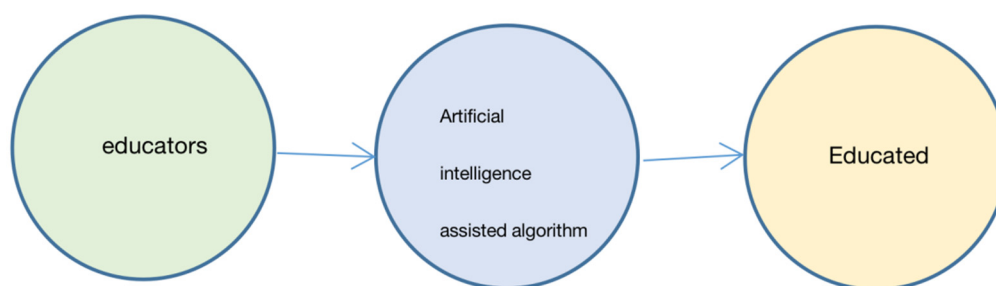 educators
Artificial
intelligence
assisted algorithm
Educated